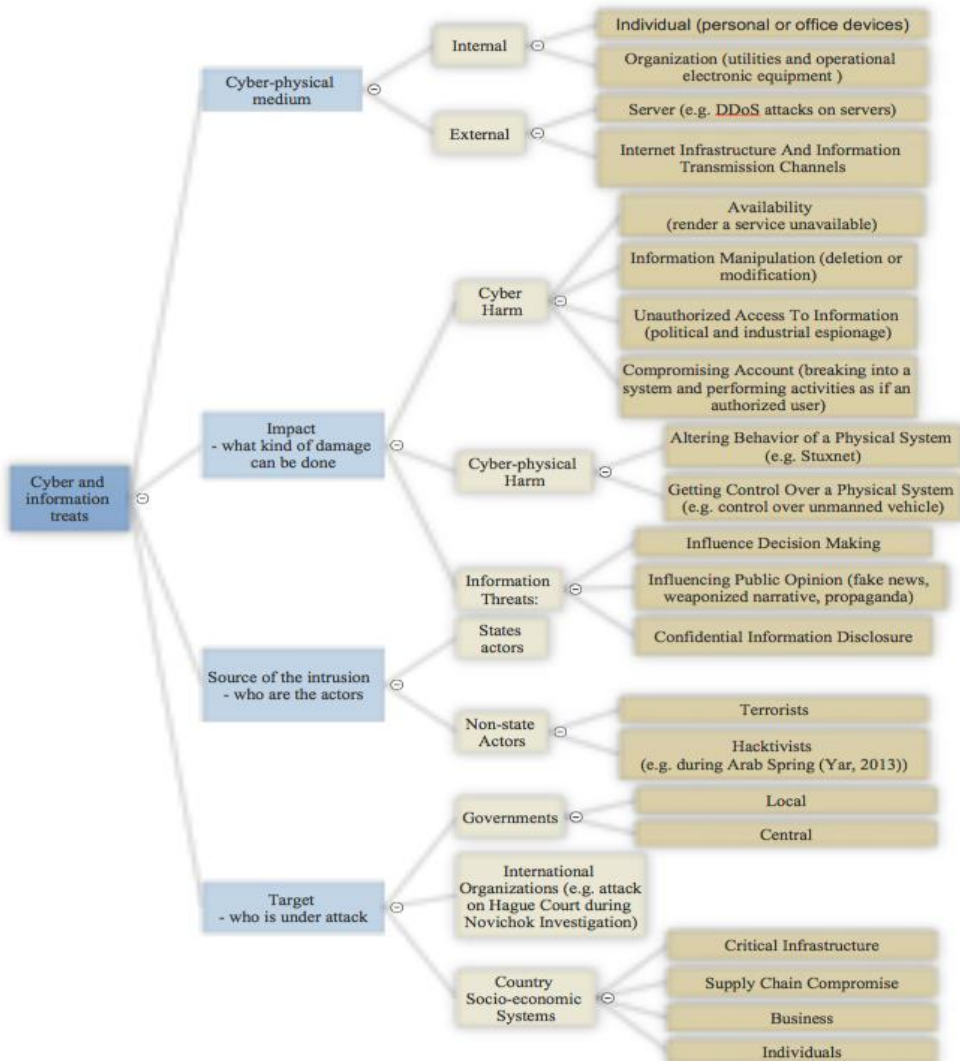 Cyber and
information
treats
Cyber-physical
medium
Internal
Individual (personal or office devices)
Organization (utilities and operational
electronic equipment )
External
Server (e.g. DDoS attacks on servers)
Internet Infrastructure And Information
Transmission Channels
Impact
- what kind of damage
can be done
Cyber
Harm
Availability
(render a service unavailable)
Information Manipulation (deletion or
modification)
Unauthorized Access To Information
(political and industrial espionage)
Compromising Account (breaking into a
system and performing activities as if an
authorized user)
Cyber-physical
Harm
Altering Behavior of a Physical System
(e.g. Stuxnet)
Getting Control Over a Physical System
(e.g. control over unmanned vehicle)
Information
Threats:
Influence Decision Making
Influencing Public Opinion (fake news,
weaponized narrative, propaganda)
Confidential Information Disclosure
Source of the intrusion
- who are the actors
States
actors
Non-state
Actors
Terrorists
Hacktivists
(e.g. during Arab Spring (Yar, 2013))
Target
- who is under attack
Governments
Local
Central
International
Organizations (e.g. attack
on Hague Court during
Novichok Investigation)
Country
Socio-economic
Systems
Critical Infrastructure
Supply Chain Compromise
Business
Individuals